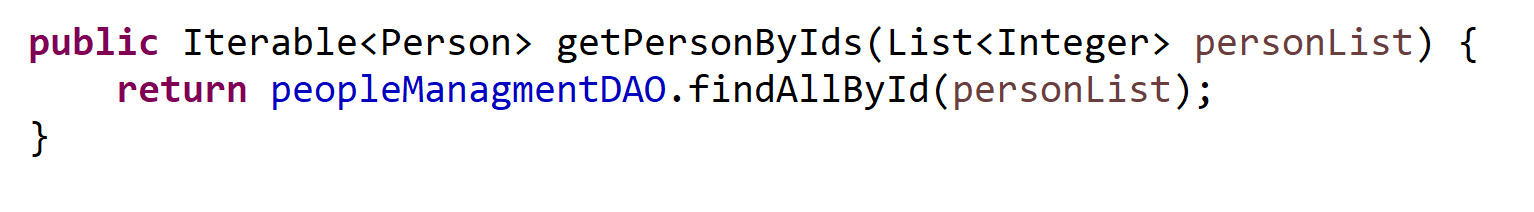 public Iterable<Person> getPersonByIds(List<Integer> personList) {
    return peopleManagmentDAO.findAllById(personList);
}